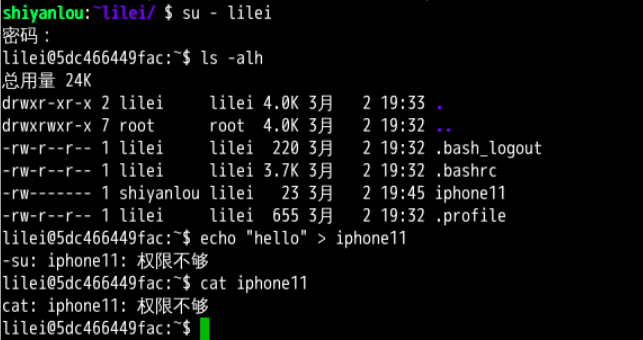 shiyanlou:~lilei/ $ su - lilei
密码：
lilei@5dc466449fac:~$ ls -alh
总用量 24K
drwxr-xr-x 2 lilei     lilei 4.0K 3月   2 19:33 .
drwxrwxr-x 7 root      root  4.0K 3月   2 19:32 ..
-rw-r--r-- 1 lilei     lilei  220 3月   2 19:32 .bash_logout
-rw-r--r-- 1 lilei     lilei 3.7K 3月   2 19:32 .bashrc
-rw------- 1 shiyanlou lilei   23 3月   2 19:45 iphone11
-rw-r--r-- 1 lilei     lilei  655 3月   2 19:32 .profile
lilei@5dc466449fac:~$ echo "hello" > iphone11
-su: iphone11: 权限不够
lilei@5dc466449fac:~$ cat iphone11
cat: iphone11: 权限不够
lilei@5dc466449fac:~$